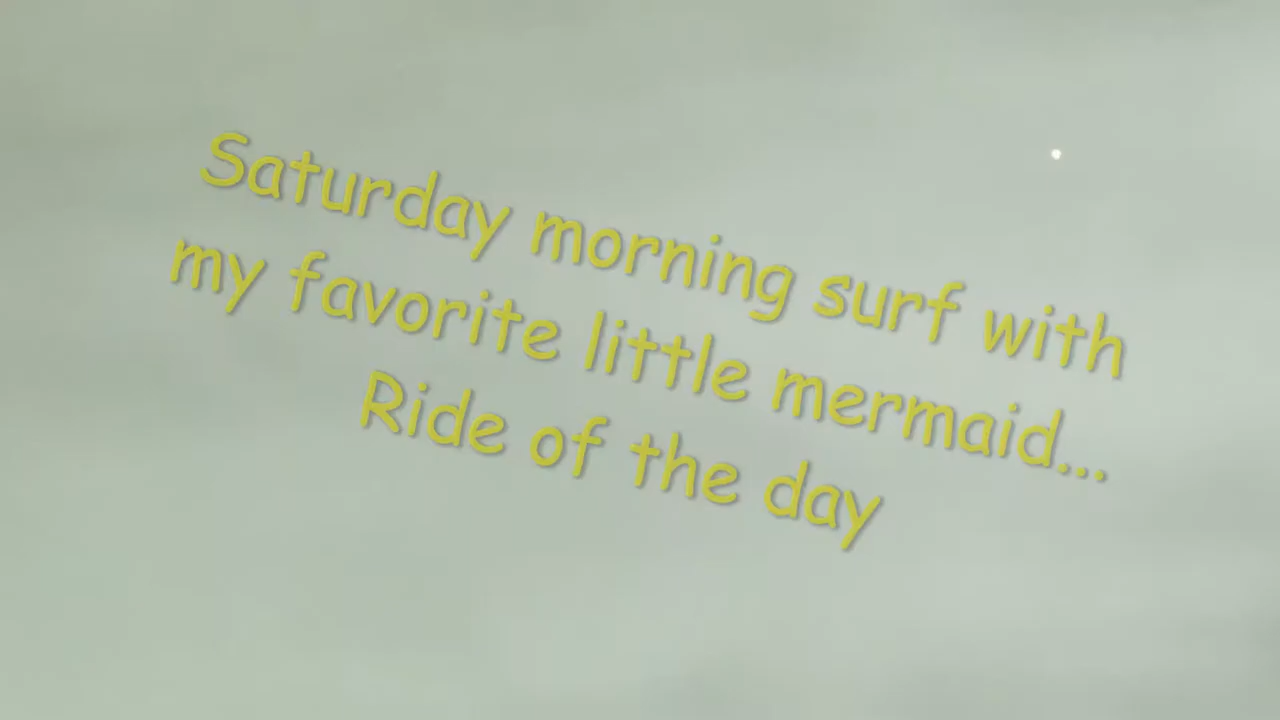 Saturday morning surf with
my favorite little mermaid...
Ride of the day